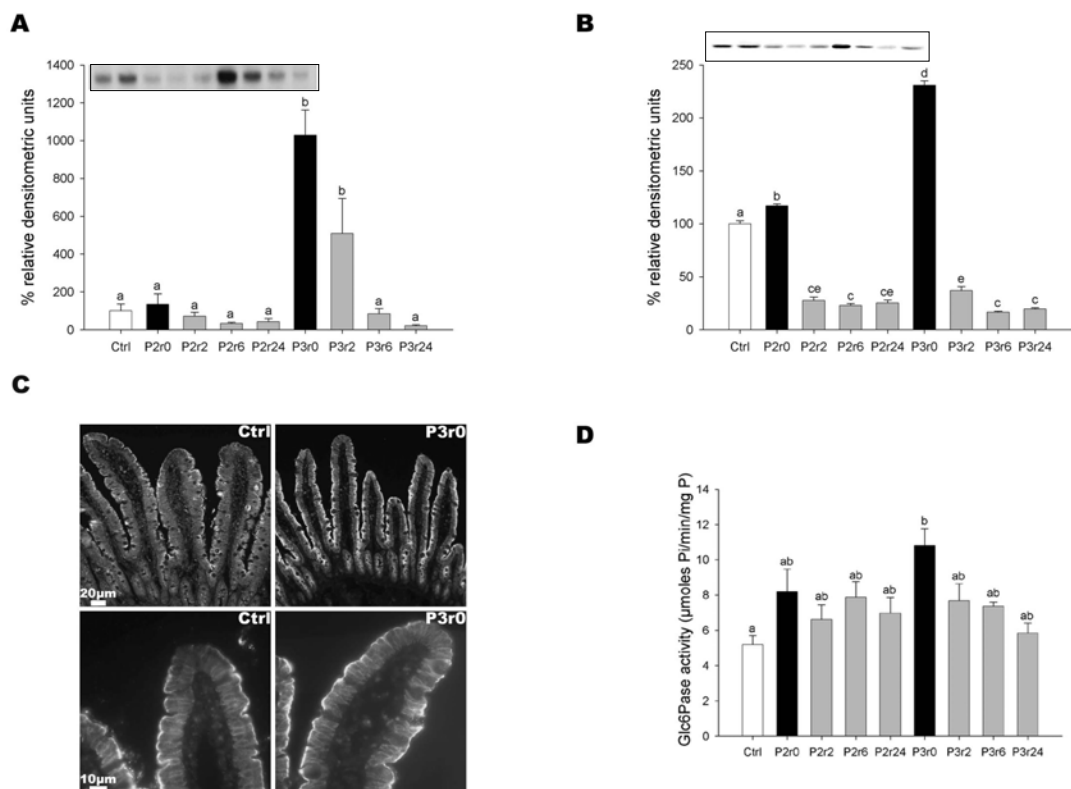 A
1400
1200
1000
800
600
400
200
0
% relative densitometric units
a
a
a
a
a
b
b
a
a
Ctrl P2r0 P2r2 P2r6 P2r24 P3r0 P3r2 P3r6 P3r24
B
250
200
150
100
50
0
% relative densitometric units
a
b
ce
c
ce
d
e
c
c
Ctrl P2r0 P2r2 P2r6 P2r24 P3r0 P3r2 P3r6 P3r24
C
Ctrl
P3r0
20µm
Ctrl
P3r0
10µm
D
14
12
10
8
6
4
2
0
Glc6Pase activity (µmoles Pi/min/mg P)
a
ab
ab
ab
ab
b
ab
ab
ab
Ctrl P2r0 P2r2 P2r6 P2r24 P3r0 P3r2 P3r6 P3r24